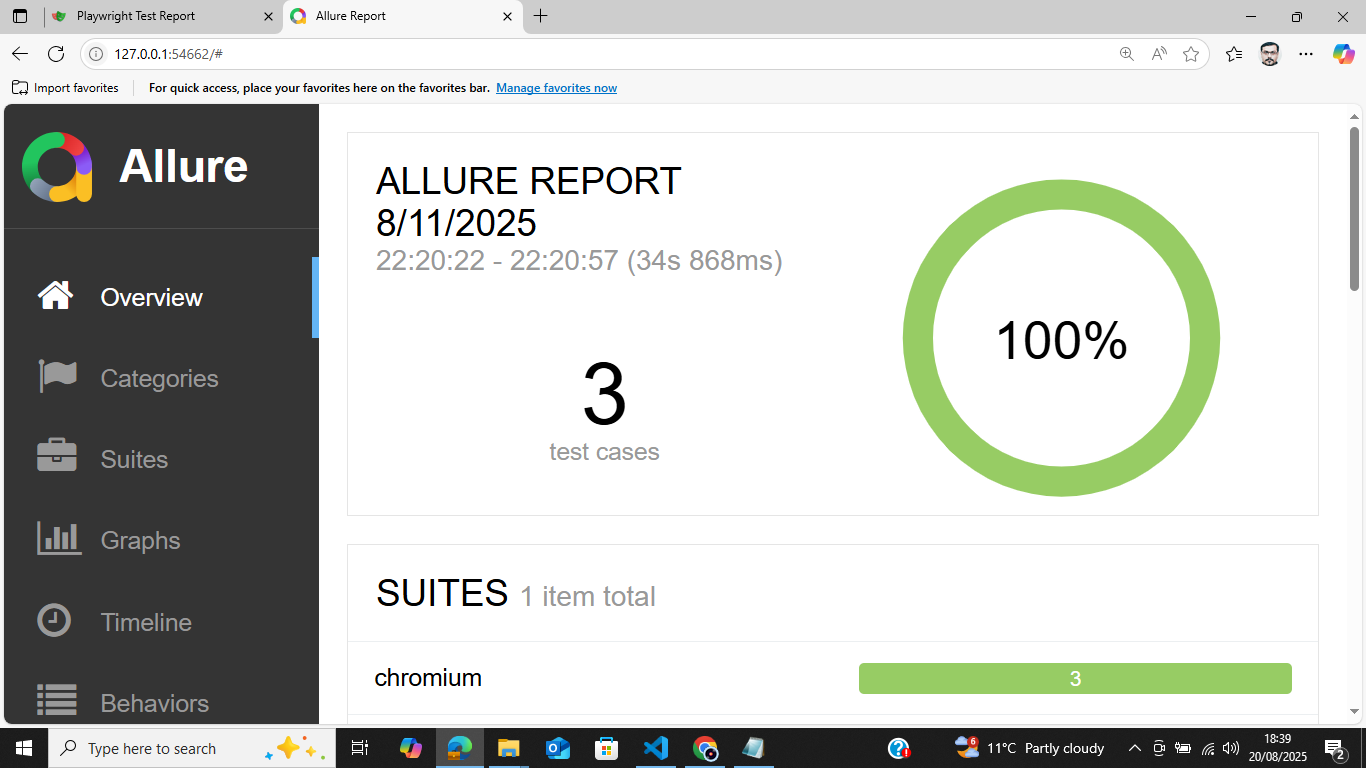 Playwright Test Report
Allure Report
127.0.0.1:54662/#
Import favorites
For quick access, place your favorites here on the favorites bar. Manage favorites now
Allure
Overview
Categories
Suites
Graphs
Timeline
Behaviors
ALLURE REPORT
8/11/2025
22:20:22 - 22:20:57 (34s 868ms)
3
test cases
100%
SUITES 1 item total
chromium
3
Type here to search
6
11°C Partly cloudy
18:39
20/08/2025
2